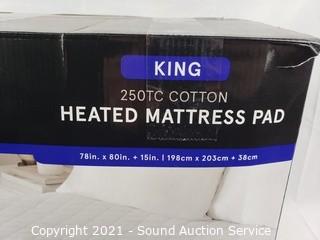 KING
250TC COTTON
HEATED MATTRESS PAD
78in. x 80in. + 15in. | 198cm x 203cm + 38cm
Copyright 2021 - Sound Auction Service